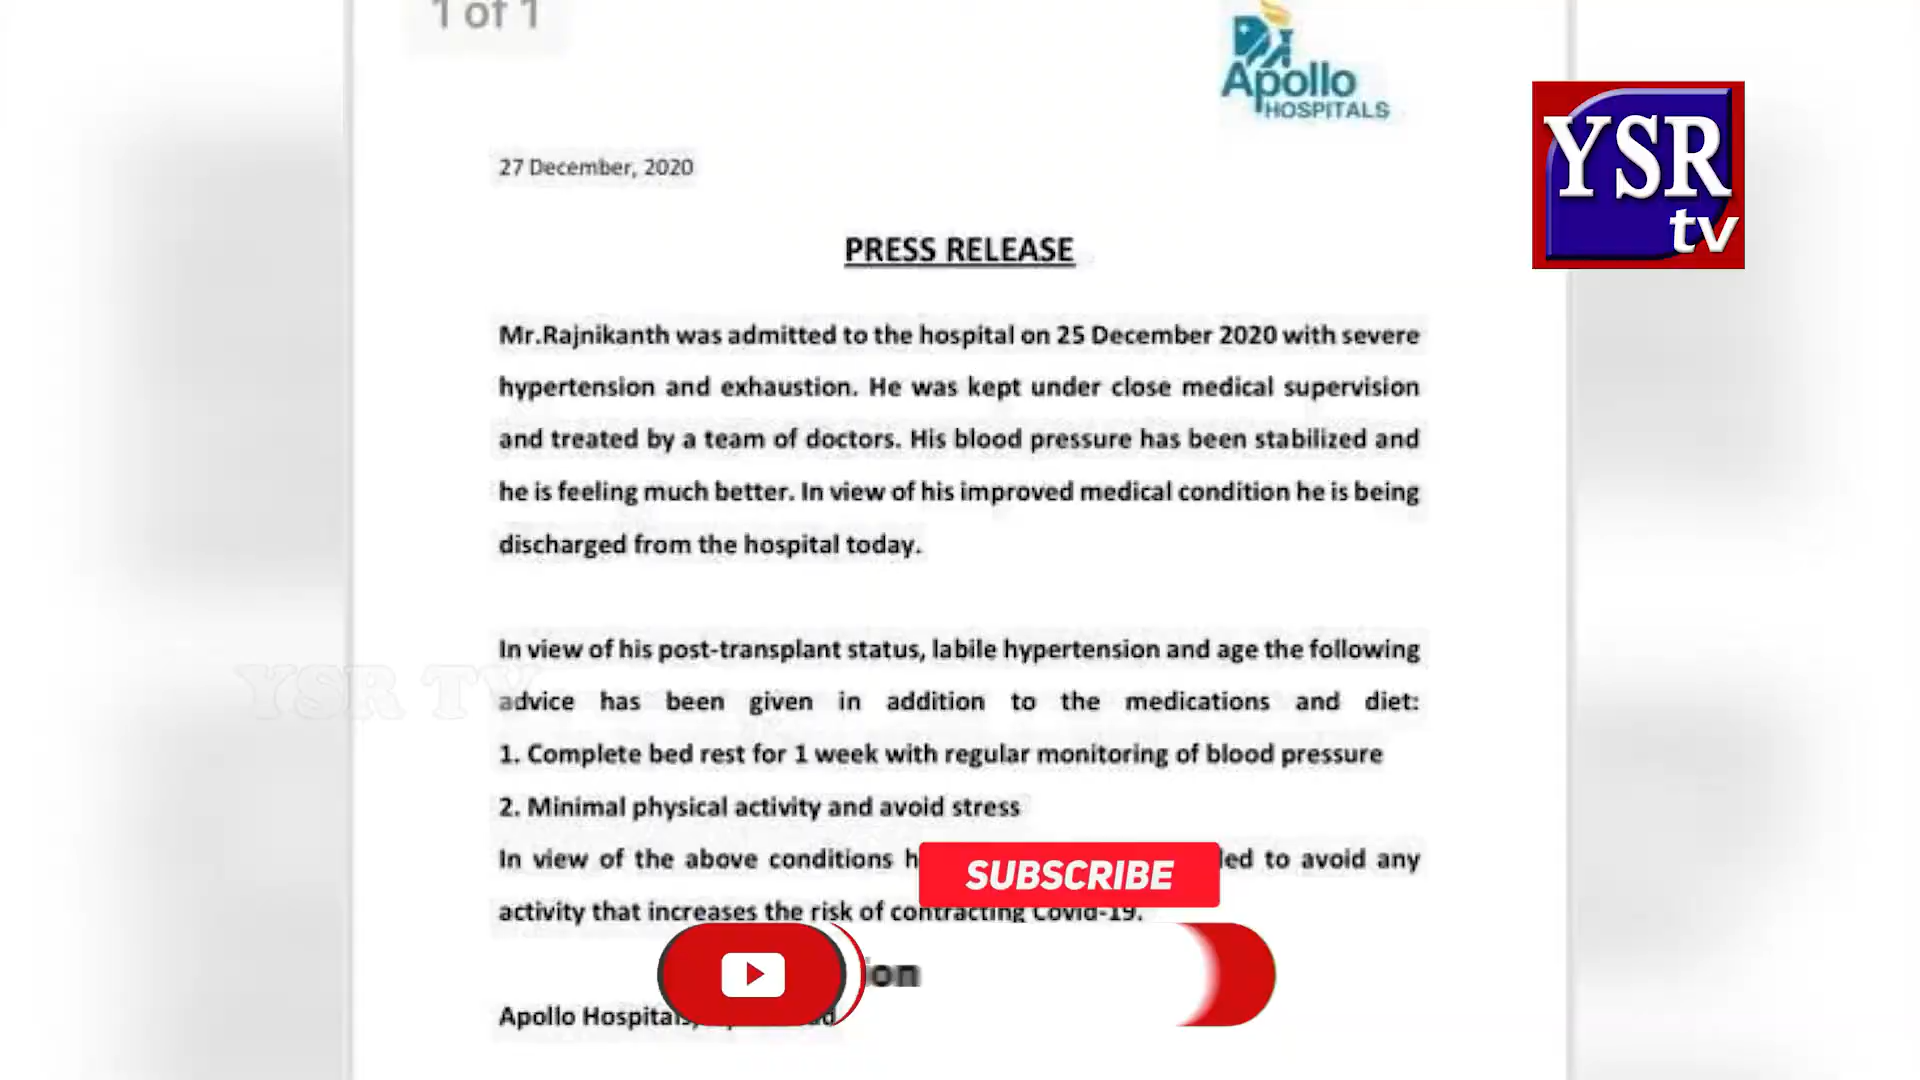 1 of 1
Apollo
HOSPITALS
YSR
tv
27 December, 2020
PRESS RELEASE
Mr.Rajnikanth was admitted to the hospital on 25 December 2020 with severe
hypertension and exhaustion. He was kept under close medical supervision
and treated by a team of doctors. His blood pressure has been stabilized and
he is feeling much better. In view of his improved medical condition he is being
discharged from the hospital today.
In view of his post-transplant status, labile hypertension and age the following
YSR TV
advice has been given in addition to the medications and diet:
1. Complete bed rest for 1 week with regular monitoring of blood pressure
2. Minimal physical activity and avoid stress
In view of the above conditions to avoid any
SUBSCRIBE
activity that increases the risk of contracting Covid-19.
Apollo Hospitals,